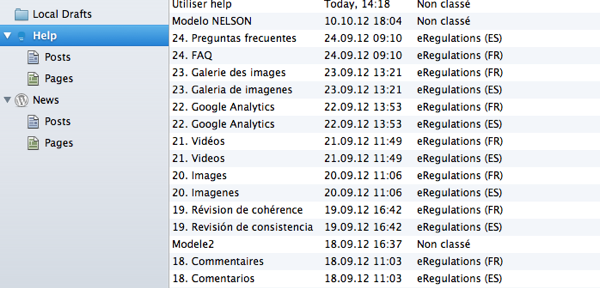 Local Drafts
Help
Posts
Pages
News
Posts
Pages
Utiliser help Today, 14:18 Non classé
Modelo NELSON 10.10.12 18:04 Non classé
24. Preguntas frecuentes 24.09.12 09:10 eRegulations (ES)
24. FAQ 24.09.12 09:10 eRegulations (FR)
23. Galerie des images 23.09.12 13:21 eRegulations (FR)
23. Galeria de imagenes 23.09.12 13:21 eRegulations (ES)
22. Google Analytics 22.09.12 13:53 eRegulations (FR)
22. Google Analytics 22.09.12 13:53 eRegulations (ES)
21. Vidéos 21.09.12 11:49 eRegulations (FR)
21. Videos 21.09.12 11:49 eRegulations (ES)
20. Images 20.09.12 11:06 eRegulations (FR)
20. Imagenes 20.09.12 11:06 eRegulations (ES)
19. Révision de cohérence 19.09.12 16:42 eRegulations (FR)
19. Revisión de consistencia 19.09.12 16:42 eRegulations (ES)
Modele2 18.09.12 16:37 Non classé
18. Commentaires 18.09.12 11:03 eRegulations (FR)
18. Comentarios 18.09.12 11:03 eRegulations (ES)